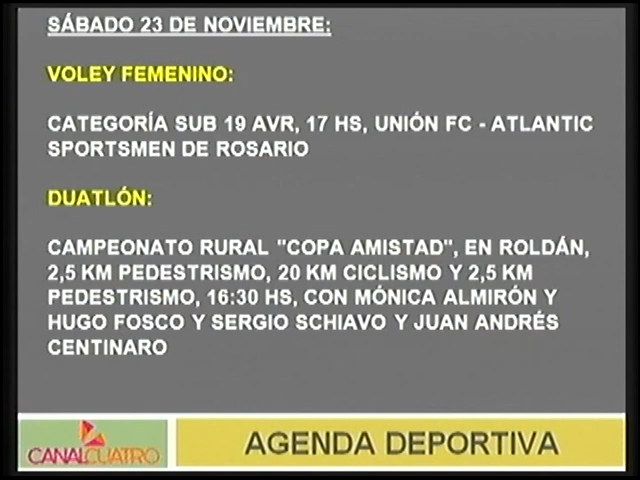 SÁBADO 23 DE NOVIEMBRE:
VOLEY FEMENINO:
CATEGORÍA SUB 19 AVR, 17 HS, UNIÓN FC - ATLANTIC
SPORTSMEN DE ROSARIO
DUATLÓN:
CAMPEONATO RURAL "COPA AMISTAD", EN ROLDÁN,
2,5 KM PEDESTRISMO, 20 KM CICLISMO Y 2,5 KM
PEDESTRISMO, 16:30 HS, CON MÓNICA ALMIRÓN Y
HUGO FOSCO Y SERGIO SCHIAVO Y JUAN ANDRÉS
CENTINARO
CANALCUATRO
AGENDA DEPORTIVA